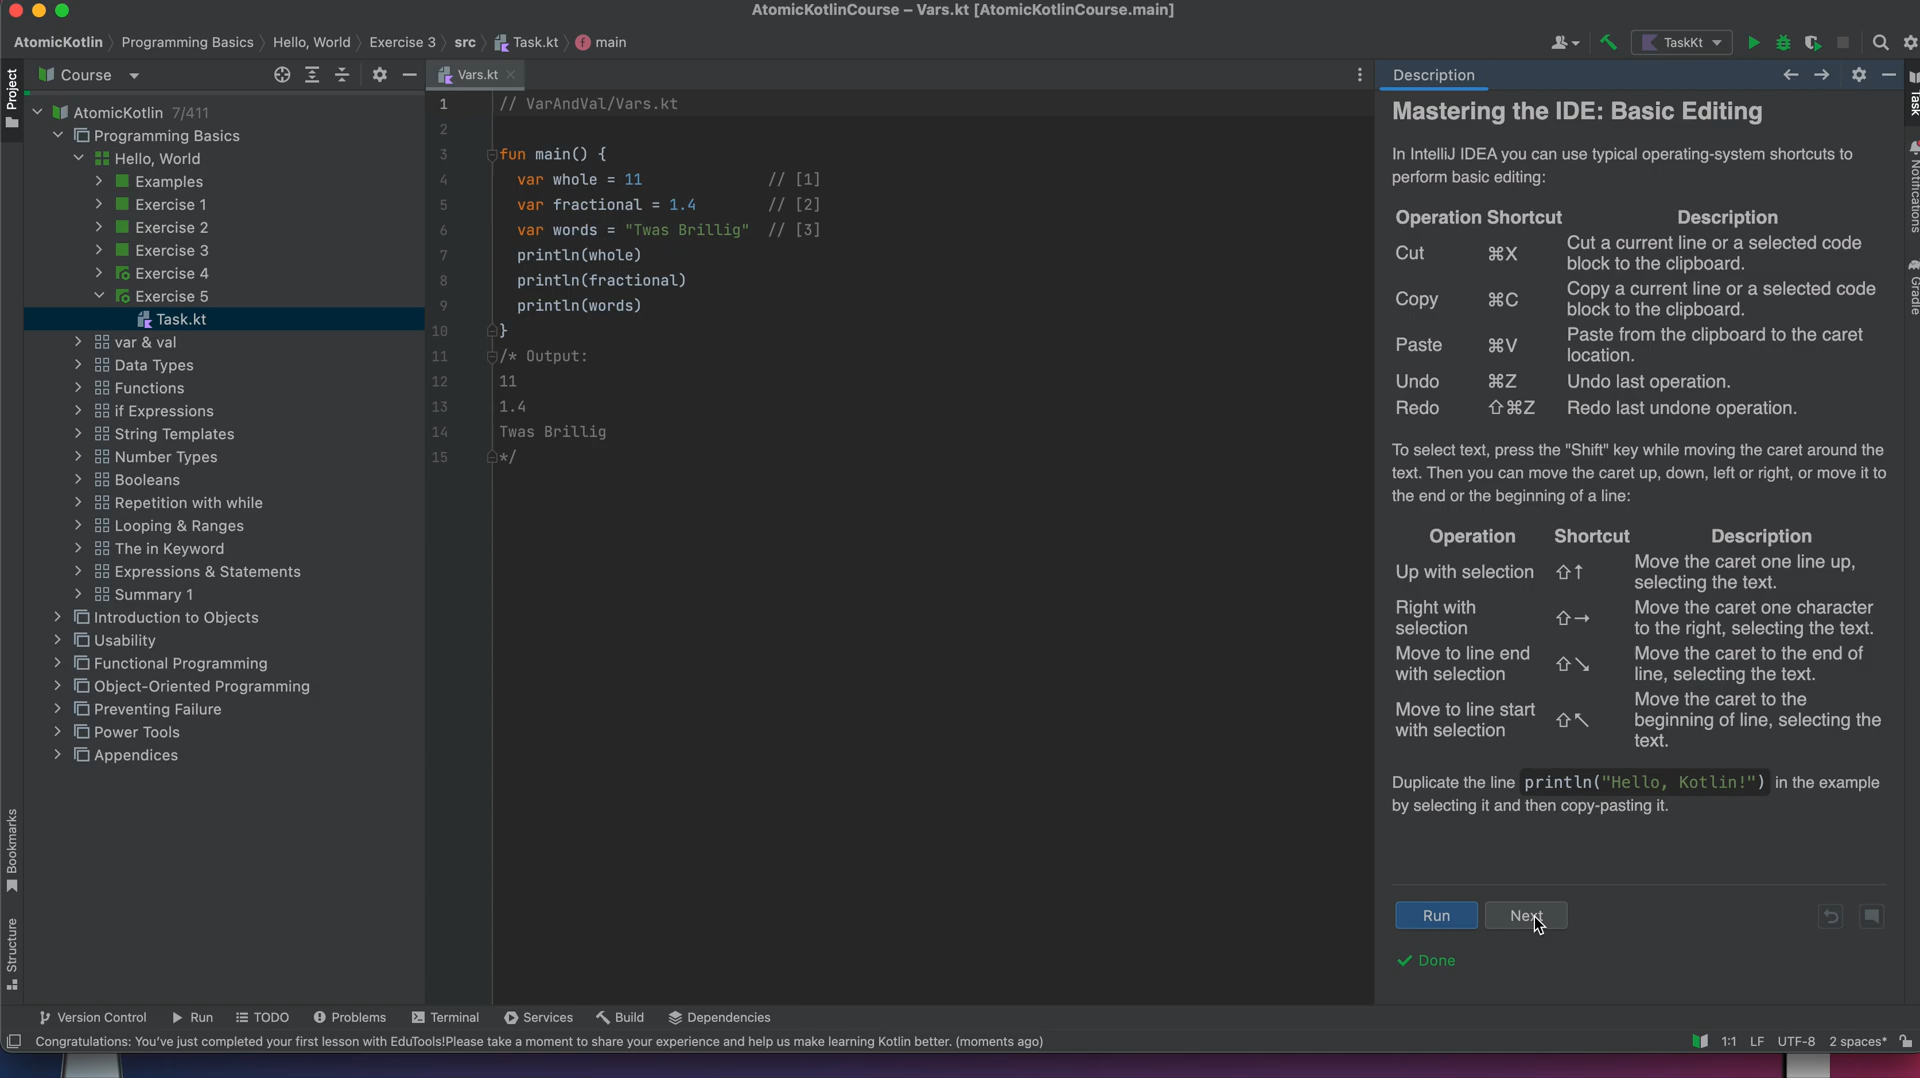 AtomicKotlinCourse – Vars.kt [AtomicKotlinCourse.main]
AtomicKotlin Programming Basics Hello, World Exercise 3 src Task.kt main
TaskKt
Project
Course
Vars.kt
Description
Task
Notifications
Gradle
Bookmarks
Structure
AtomicKotlin 7/411
Programming Basics
Hello, World
Examples
Exercise 1
Exercise 2
Exercise 3
Exercise 4
Exercise 5
Task.kt
var & val
Data Types
Functions
if Expressions
String Templates
Number Types
Booleans
Repetition with while
Looping & Ranges
The in Keyword
Expressions & Statements
Summary 1
Introduction to Objects
Usability
Functional Programming
Object-Oriented Programming
Preventing Failure
Power Tools
Appendices
1 // VarAndVal/Vars.kt
2
3 fun main() {
4 var whole = 11 // [1]
5 var fractional = 1.4 // [2]
6 var words = "Twas Brillig" // [3]
7 println(whole)
8 println(fractional)
9 println(words)
10 }
11 /* Output:
12 11
13 1.4
14 Twas Brillig
15 */
Mastering the IDE: Basic Editing
In IntelliJ IDEA you can use typical operating-system shortcuts to
perform basic editing:
Operation Shortcut Description
Cut ⌘X Cut a current line or a selected code
block to the clipboard.
Copy ⌘C Copy a current line or a selected code
block to the clipboard.
Paste ⌘V Paste from the clipboard to the caret
location.
Undo ⌘Z Undo last operation.
Redo ⇧⌘Z Redo last undone operation.
To select text, press the "Shift" key while moving the caret around the
text. Then you can move the caret up, down, left or right, or move it to
the end or the beginning of a line:
Operation Shortcut Description
Up with selection ⇧↑ Move the caret one line up,
selecting the text.
Right with
selection ⇧→ Move the caret one character
to the right, selecting the text.
Move to line end
with selection ⇧↘ Move the caret to the end of
line, selecting the text.
Move to line start
with selection ⇧↖ Move the caret to the
beginning of line, selecting the
text.
Duplicate the line println("Hello, Kotlin!") in the example
by selecting it and then copy-pasting it.
Run Next
Done
Version Control Run TODO Problems Terminal Services Build Dependencies
Congratulations: You've just completed your first lesson with EduTools!Please take a moment to share your experience and help us make learning Kotlin better. (moments ago)
1:1 LF UTF-8 2 spaces*